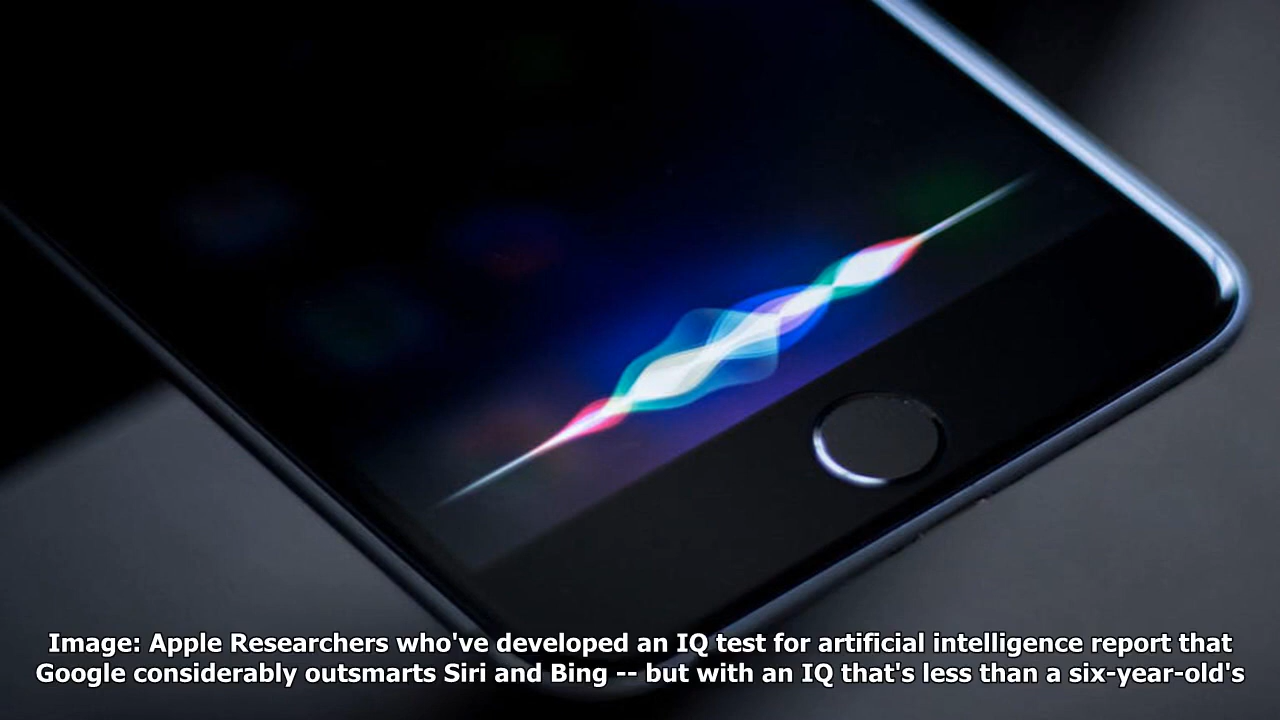 Image: Apple Researchers who've developed an IQ test for artificial intelligence report that
Google considerably outsmarts Siri and Bing -- but with an IQ that's less than a six-year-old's